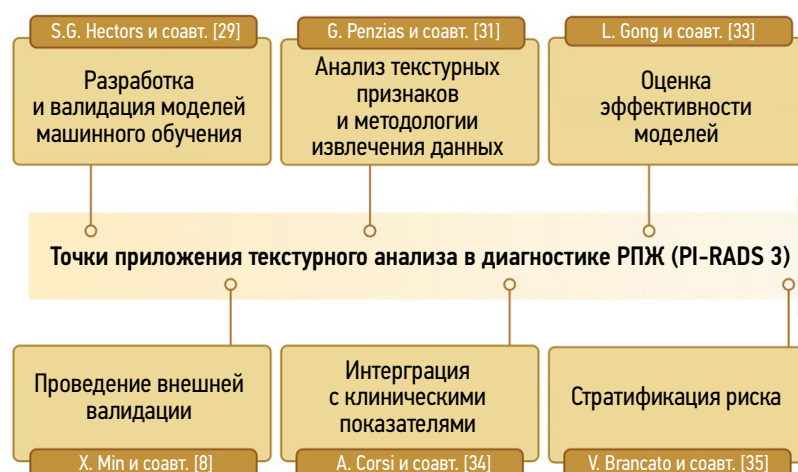 S.G. Hectors и соавт. [29]
Разработка
и валидация моделей
машинного обучения
G. Penzias и соавт. [31]
Анализ текстурных
признаков
и методологии
извлечения данных
L. Gong и соавт. [33]
Оценка
эффективности
моделей
Точки приложения текстурного анализа в диагностике РПЖ (PI-RADS 3)
Проведение внешней
валидации
X. Min и соавт. [8]
Интерграция
с клиническими
показателями
A. Corsi и соавт. [34]
Стратификация риска
V. Brancato и соавт. [35]